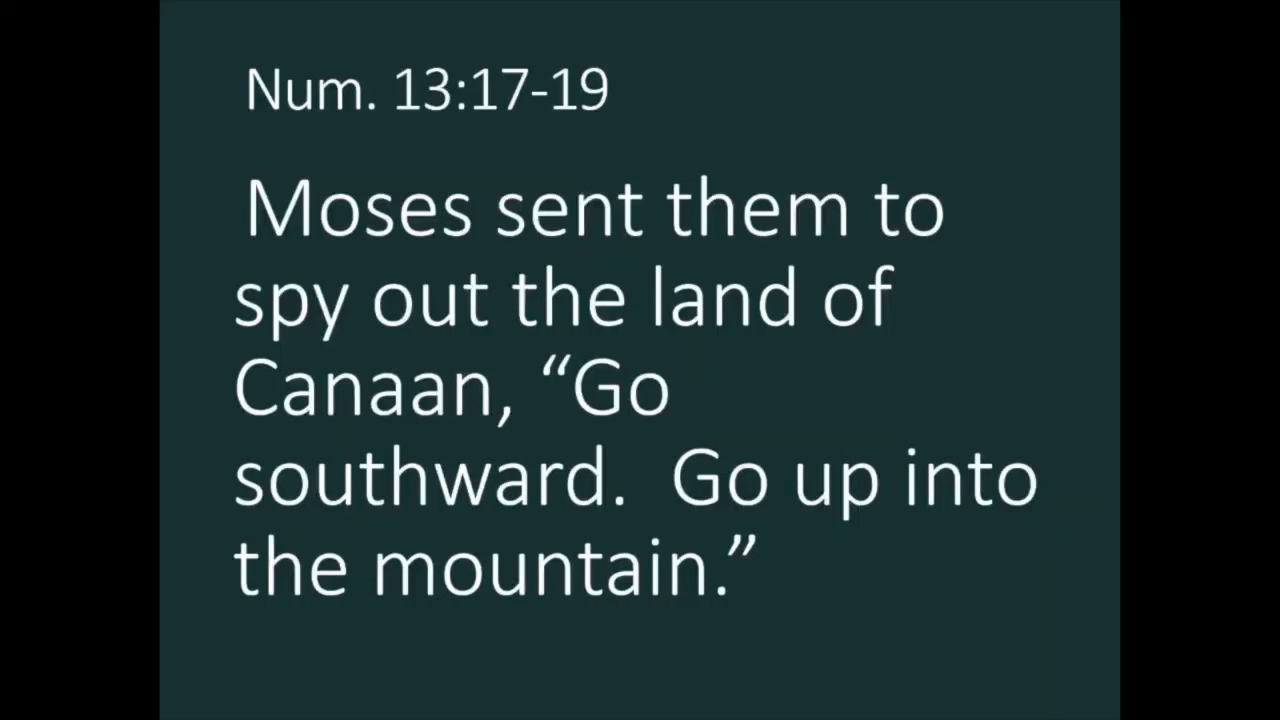 Num. 13:17-19
Moses sent them to
spy out the land of
Canaan, “Go
southward.  Go up into
the mountain.”